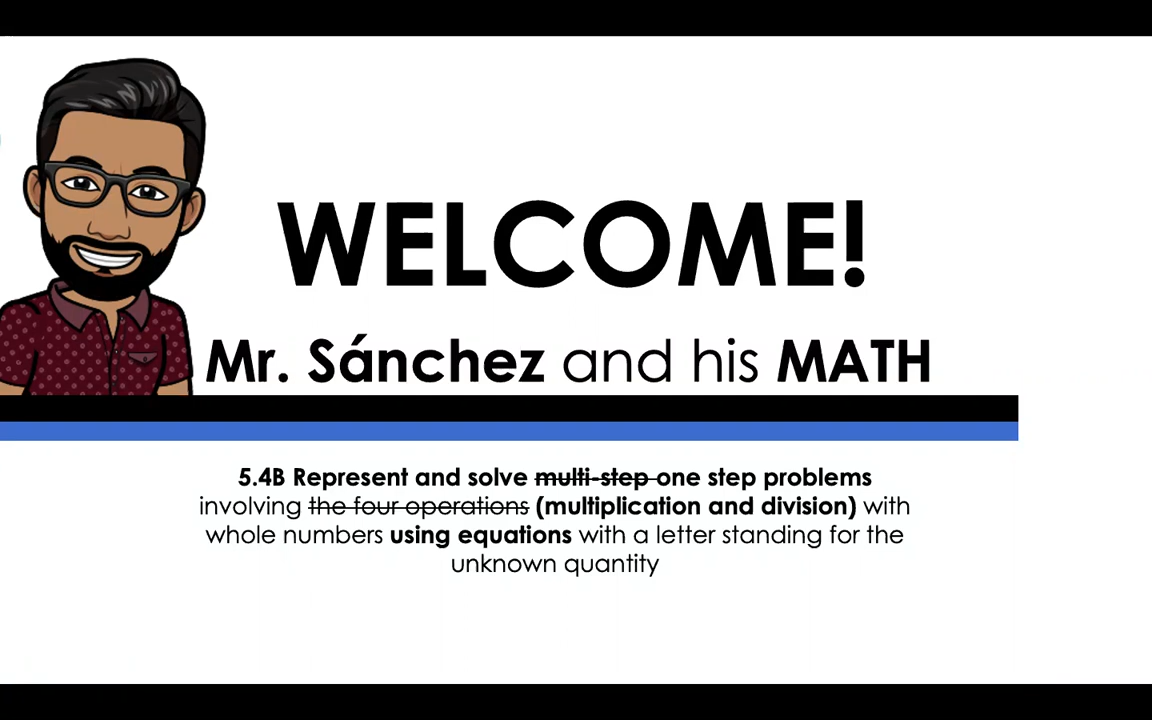 WELCOME!
Mr. Sánchez and his MATH
5.4B Represent and solve multi-step one step problems
involving the four operations (multiplication and division) with
whole numbers using equations with a letter standing for the
unknown quantity